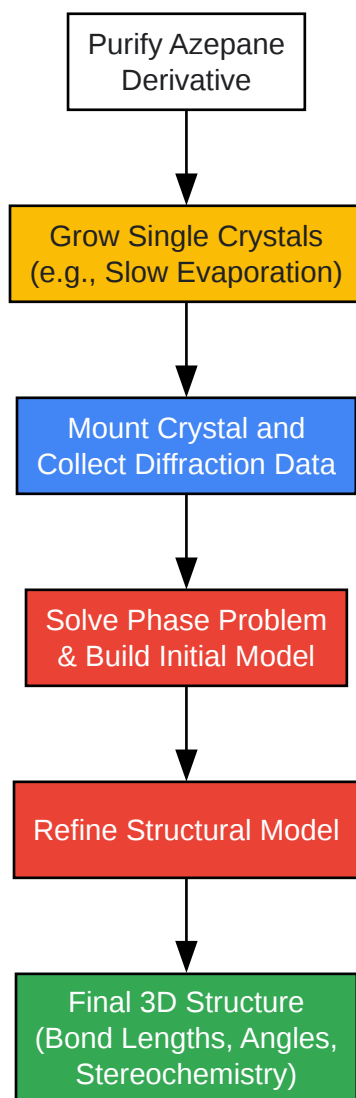 Purify Azepane
Derivative
Grow Single Crystals
(e.g., Slow Evaporation)
Mount Crystal and
Collect Diffraction Data
Solve Phase Problem
& Build Initial Model
Refine Structural Model
Final 3D Structure
(Bond Lengths, Angles,
Stereochemistry)